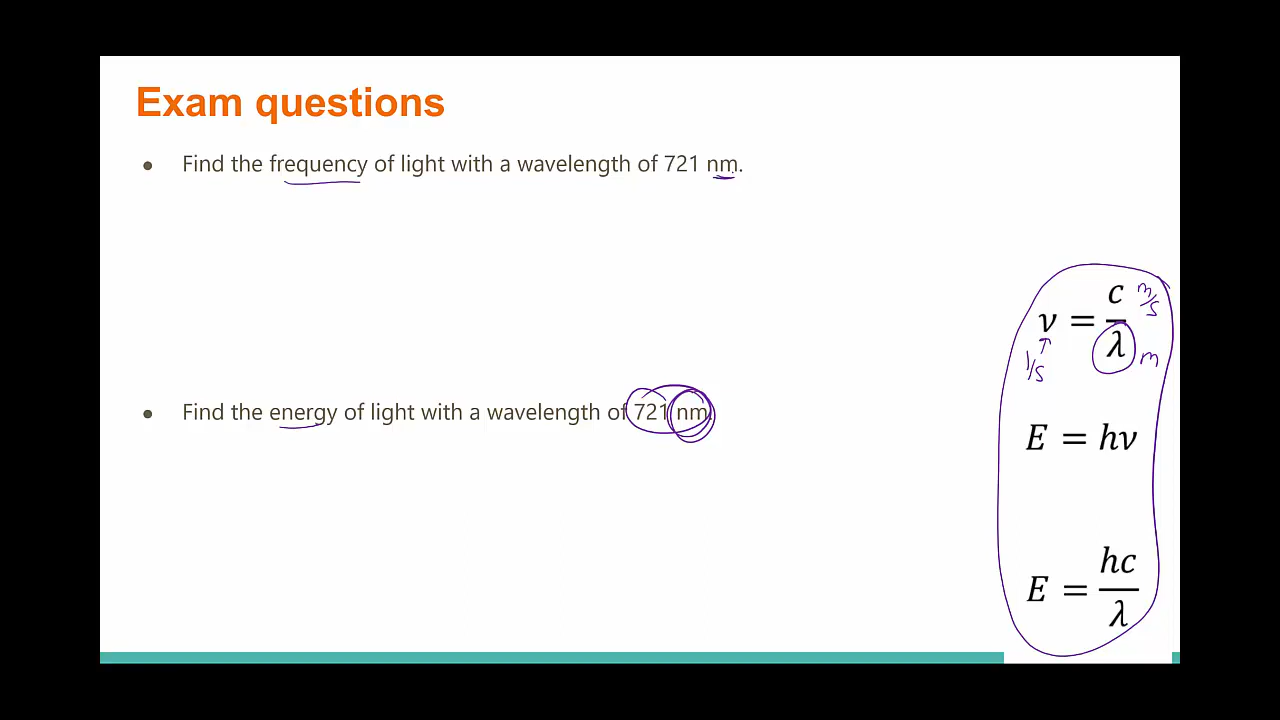 Exam questions
● Find the frequency of light with a wavelength of 721 nm.
● Find the energy of light with a wavelength of 721 nm.
ν = c/λ
m/s
1/s
m
E = hν
E = hc/λ